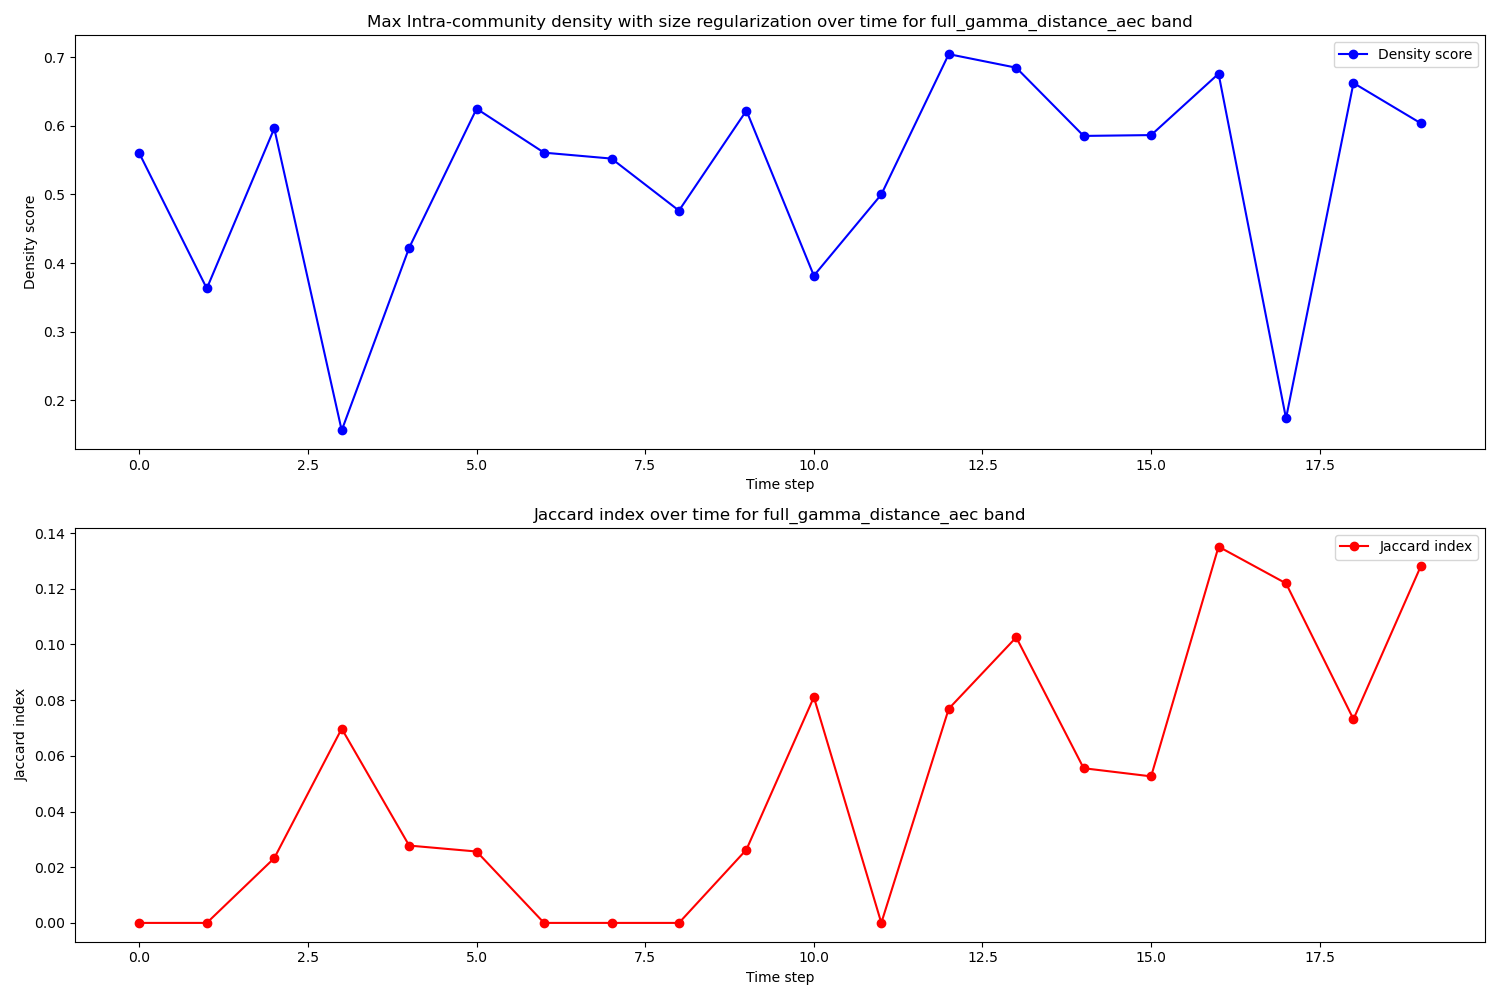 Max Intra-community density with size regularization over time for full_gamma_distance_aec band
Density score
0.7
0.6
0.5
0.4
0.3
0.2
Density score
0.0 2.5 5.0 7.5 10.0 12.5 15.0 17.5
Time step
Jaccard index over time for full_gamma_distance_aec band
Jaccard index
0.14
0.12
0.10
0.08
0.06
0.04
0.02
0.00
Jaccard index
0.0 2.5 5.0 7.5 10.0 12.5 15.0 17.5
Time step